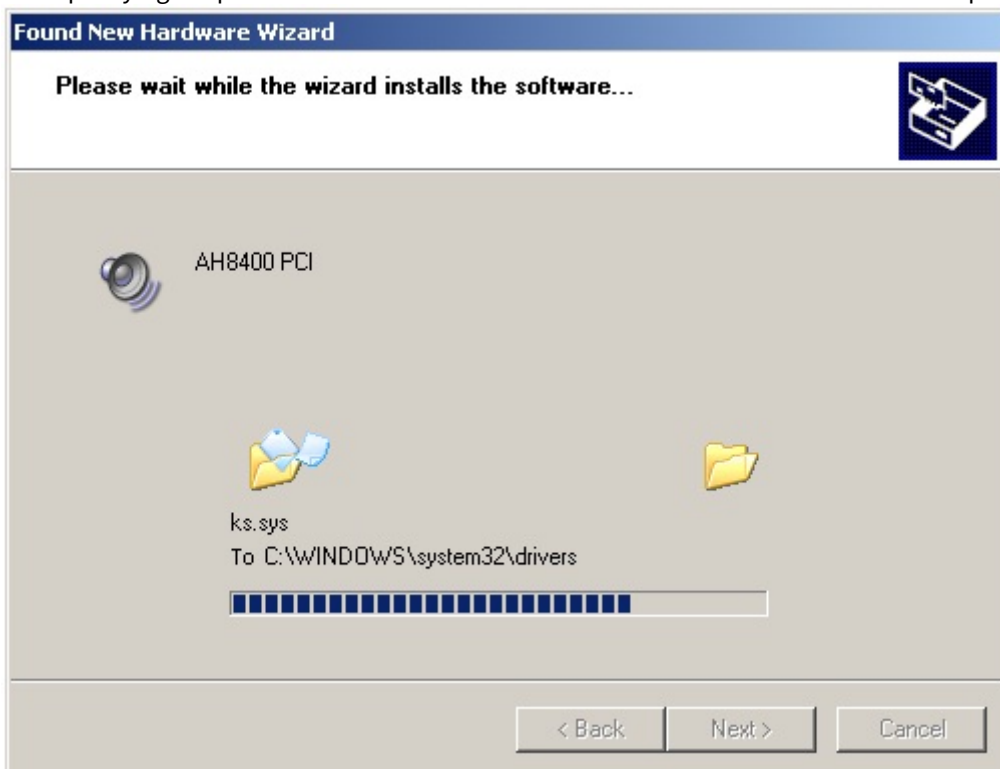 Found New Hardware Wizard
Please wait while the wizard installs the software...
AH8400 PCI
ks.sys
To C:\WINDOWS\system32\drivers
< Back
Next >
Cancel